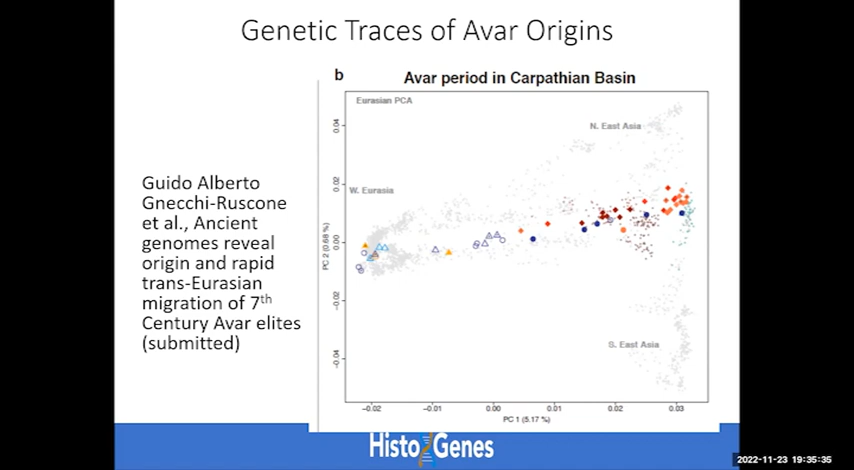 Genetic Traces of Avar Origins
b Avar period in Carpathian Basin
Eurasian PCA
N. East Asia
W. Eurasia
S. East Asia
PC 2 (0.68 %)
0.04
0.02
0.00
−0.02
−0.04
−0.02 −0.01 0.00 0.01 0.02 0.03
PC 1 (5.17 %)
Guido Alberto
Gnecchi-Ruscone
et al., Ancient
genomes reveal
origin and rapid
trans-Eurasian
migration of 7th
Century Avar elites
(submitted)
Histo Genes
2022-11-23 19:35:35